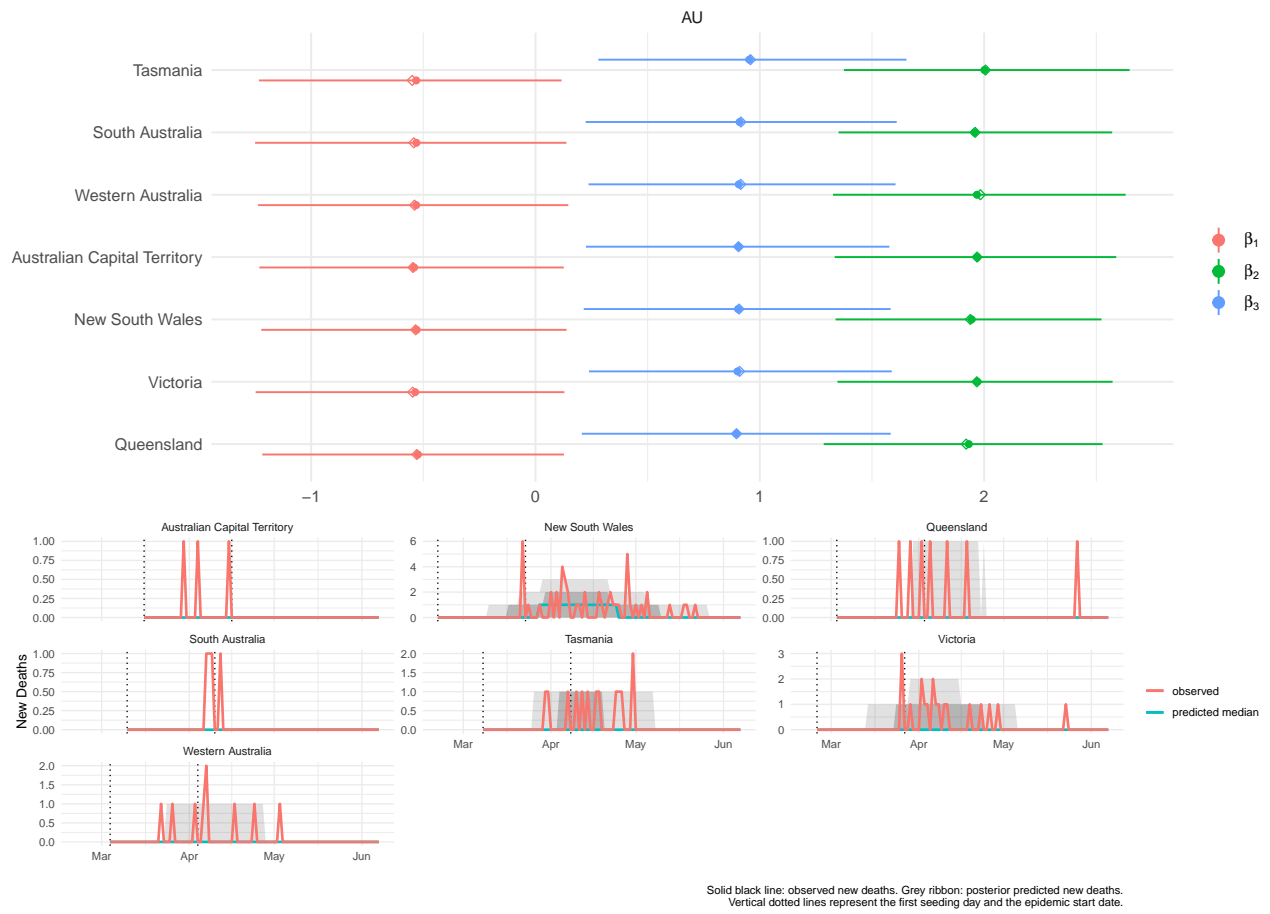 AU
Tasmania
South Australia
Western Australia
Australian Capital Territory
New South Wales
Victoria
Queensland
−1 0 1 2
β1
β2
β3
New Deaths
Australian Capital Territory
1.00
0.75
0.50
0.25
0.00
New South Wales
6
4
2
0
Queensland
1.00
0.75
0.50
0.25
0.00
South Australia
1.00
0.75
0.50
0.25
0.00
Tasmania
2.0
1.5
1.0
0.5
0.0
Mar Apr May Jun
Victoria
3
2
1
0
Mar Apr May Jun
Western Australia
2.0
1.5
1.0
0.5
0.0
Mar Apr May Jun
observed
predicted median
Solid black line: observed new deaths. Grey ribbon: posterior predicted new deaths.
Vertical dotted lines represent the first seeding day and the epidemic start date.